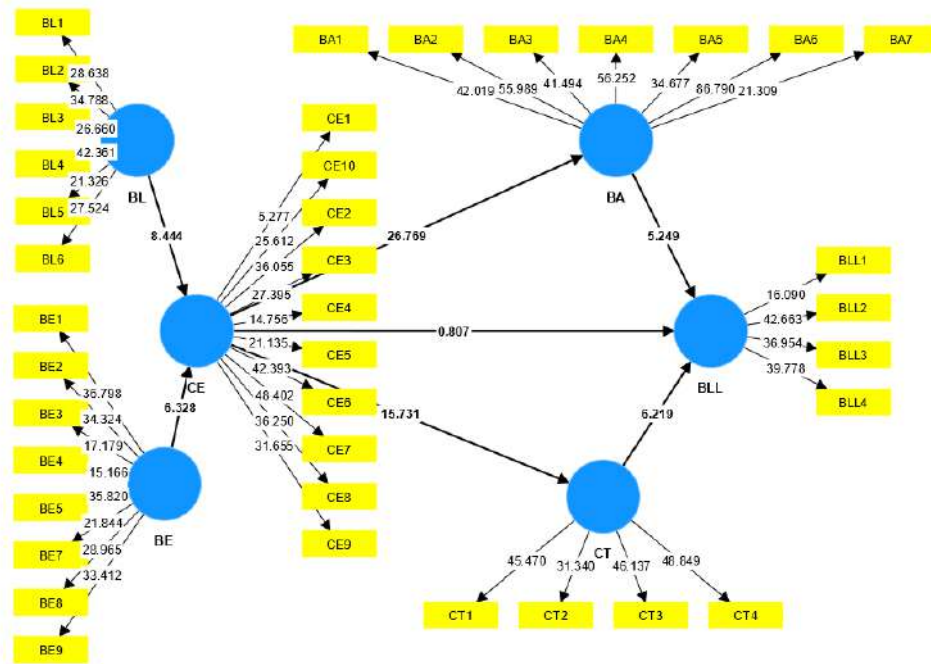 BL1
BL2
BL3
BL4
BL5
BL6
28.638
34.788
26.660
42.361
21.326
27.524
BL
8.444
BE1
BE2
BE3
BE4
BE5
BE7
BE8
BE9
36.798
34.324
17.179
15.166
35.820
21.844
28.965
33.412
BE
6.328
CE
CE1
CE10
CE2
CE3
CE4
CE5
CE6
CE7
CE8
CE9
5.277
25.612
36.055
27.395
14.756
21.135
42.393
48.402
36.250
31.655
26.769
0.807
15.731
BA1
BA2
BA3
BA4
BA5
BA6
BA7
42.019
55.989
41.494
56.252
34.677
86.790
21.309
BA
5.249
BLL
6.219
BLL1
BLL2
BLL3
BLL4
16.090
42.663
36.954
39.778
CT
45.470
31.340
46.137
48.849
CT1
CT2
CT3
CT4